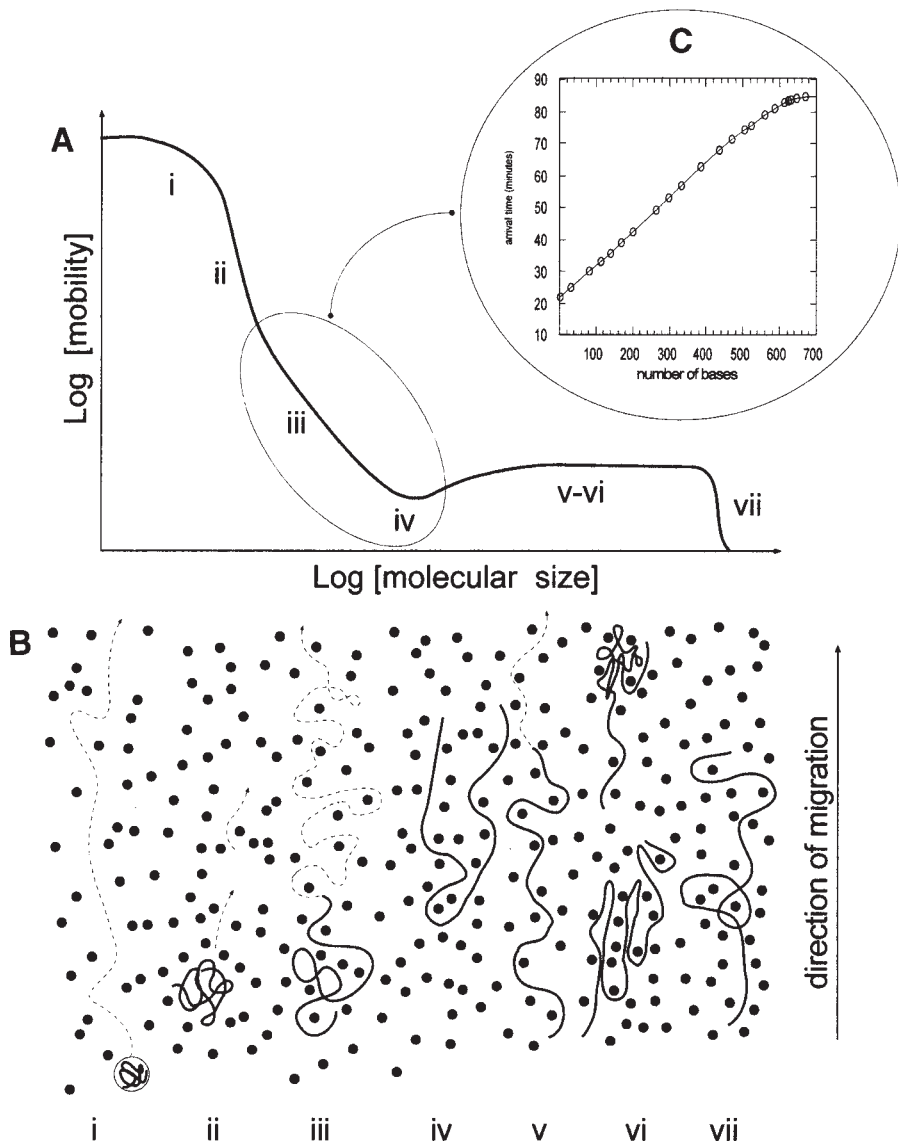 C
90
80
70
60
50
40
30
20
10
arrival time (minutes)
100 200 300 400 500 600 700
number of bases
A
Log [mobility]
i
ii
iii
iv
v-vi
vii
Log [molecular size]
B
direction of migration
i ii iii iv v vi vii